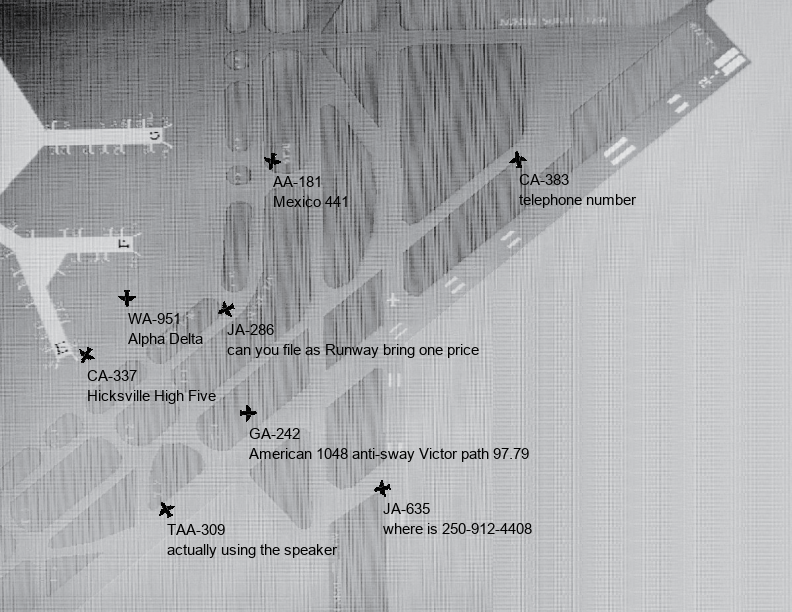 AA-181
Mexico 441
CA-383
telephone number
WA-951
Alpha Delta
JA-286
can you file as Runway bring one price
CA-337
Hicksville High Five
GA-242
American 1048 anti-sway Victor path 97.79
JA-635
where is 250-912-4408
TAA-309
actually using the speaker